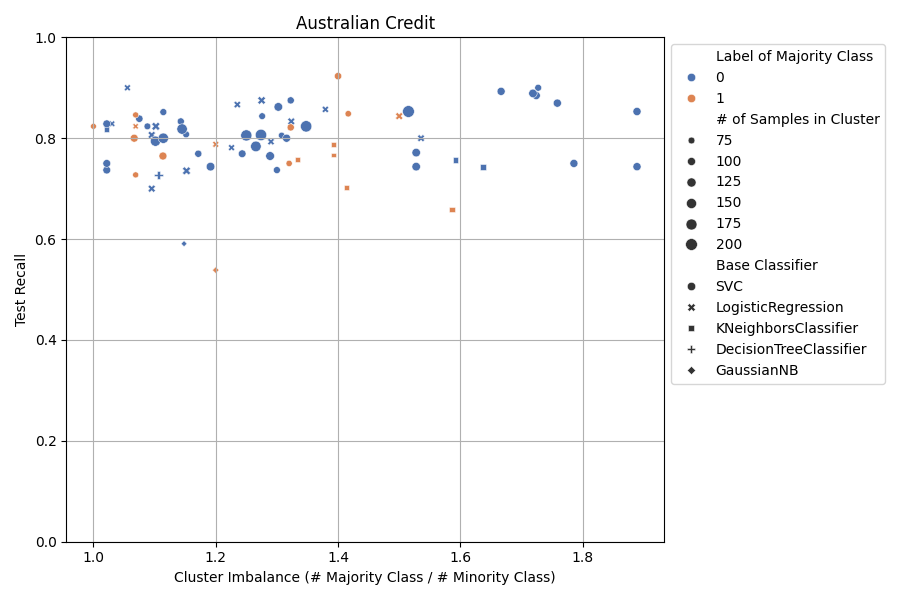 Australian Credit
Test Recall
1.0
0.8
0.6
0.4
0.2
0.0
1.0 1.2 1.4 1.6 1.8
Cluster Imbalance (# Majority Class / # Minority Class)
Label of Majority Class
0
1
# of Samples in Cluster
75
100
125
150
175
200
Base Classifier
SVC
LogisticRegression
KNeighborsClassifier
DecisionTreeClassifier
GaussianNB